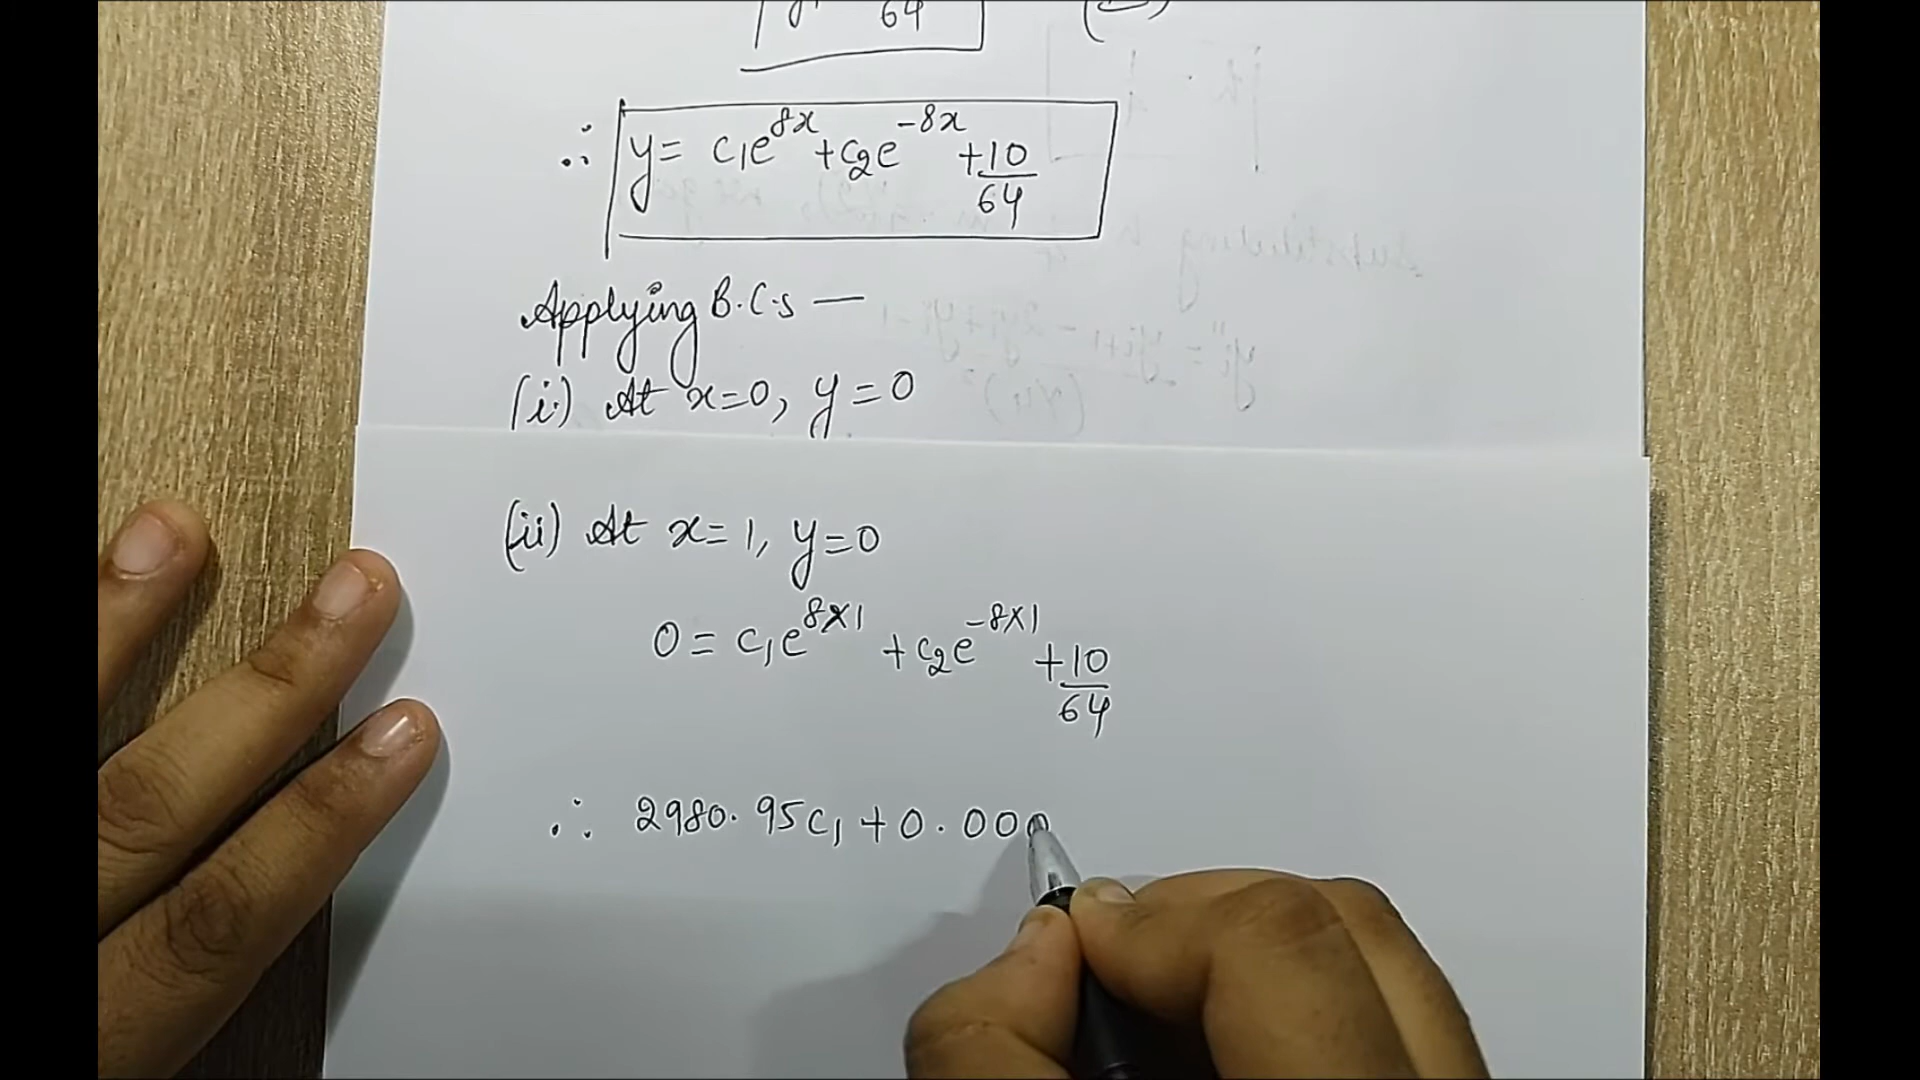 64
∴ y = c₁e^{8x} + c₂e^{-8x} + 10/64
Applying B.C.s —
(i) At x=0, y=0
(ii) At x=1, y=0
0 = c₁e^{8×1} + c₂e^{-8×1} + 10/64
∴ 2980.95c₁ + 0.000